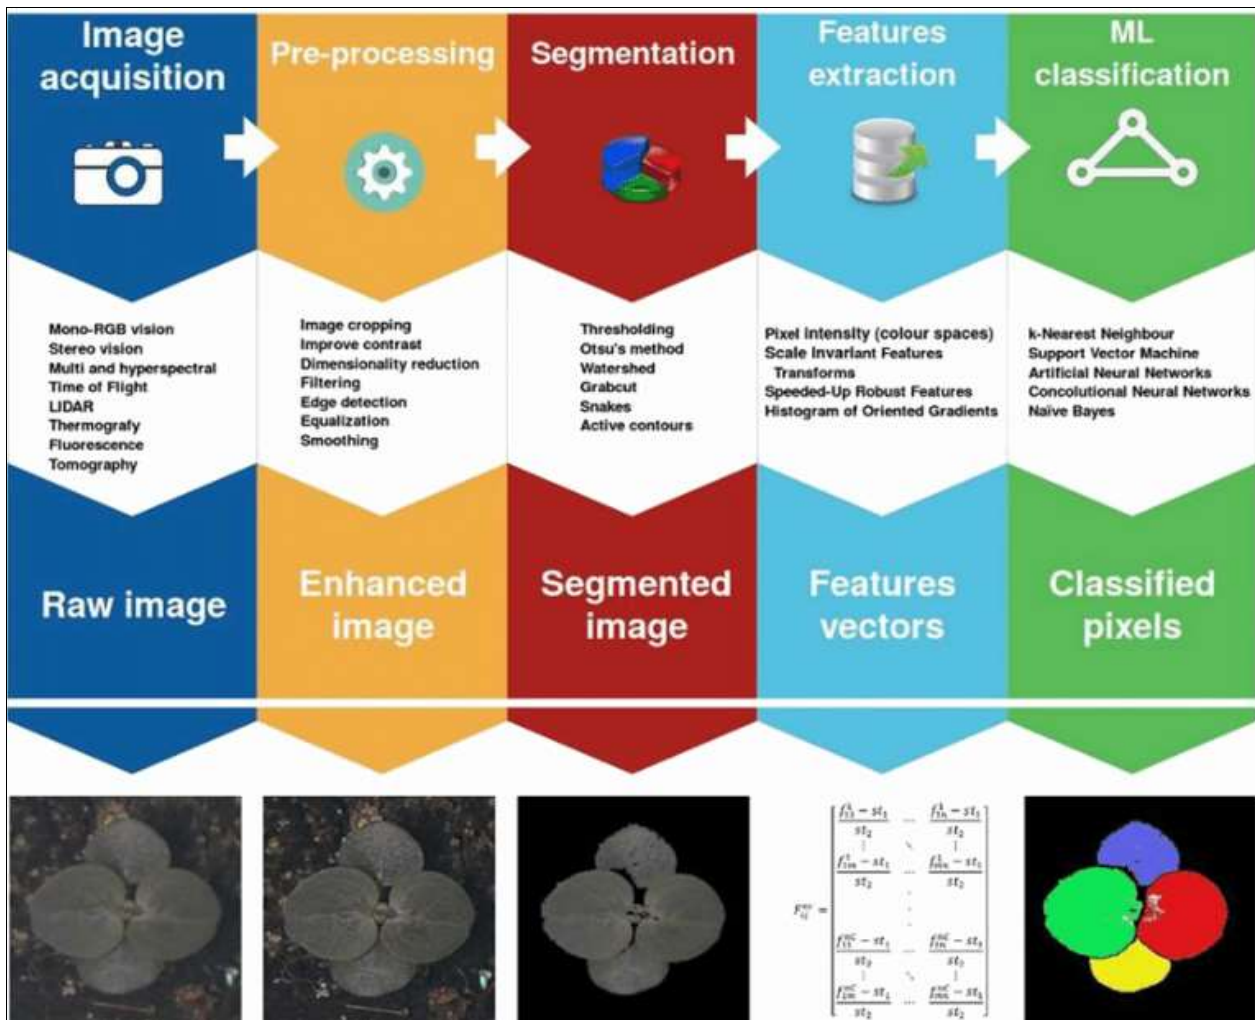 Image
acquisition
Pre-processing
Segmentation
Features
extraction
ML
classification
Mono-RGB vision
Stereo vision
Multi and hyperspectral
Time of Flight
LIDAR
Thermografy
Fluorescence
Tomography
Image cropping
Improve contrast
Dimensionality reduction
Filtering
Edge detection
Equalization
Smoothing
Thresholding
Otsu's method
Watershed
Grabcut
Snakes
Active contours
Pixel intensity (colour spaces)
Scale Invariant Features
Transforms
Speeded-Up Robust Features
Histogram of Oriented Gradients
k-Nearest Neighbour
Support Vector Machine
Artificial Neural Networks
Concolutional Neural Networks
Naïve Bayes
Raw image
Enhanced
image
Segmented
image
Features
vectors
Classified
pixels